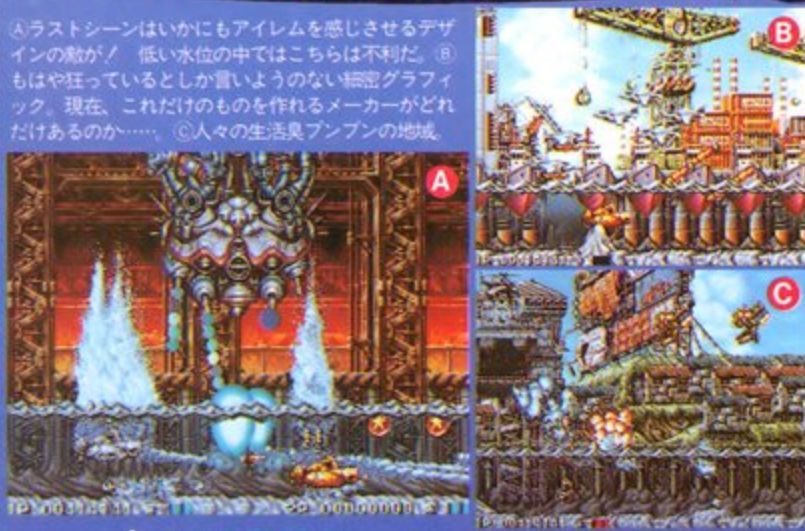 Ⓐラストシーンはいかにもアイレムを感じさせるデザ
インの敵が！ 低い水位の中ではこちらは不利だ。Ⓑ
もはや狂っているとしか言いようのない細密グラフィ
ック。現在、これだけのものを作れるメーカーがどれ
だけあるのか……。Ⓒ人々の生活臭プンプンの地域。
A
B
C